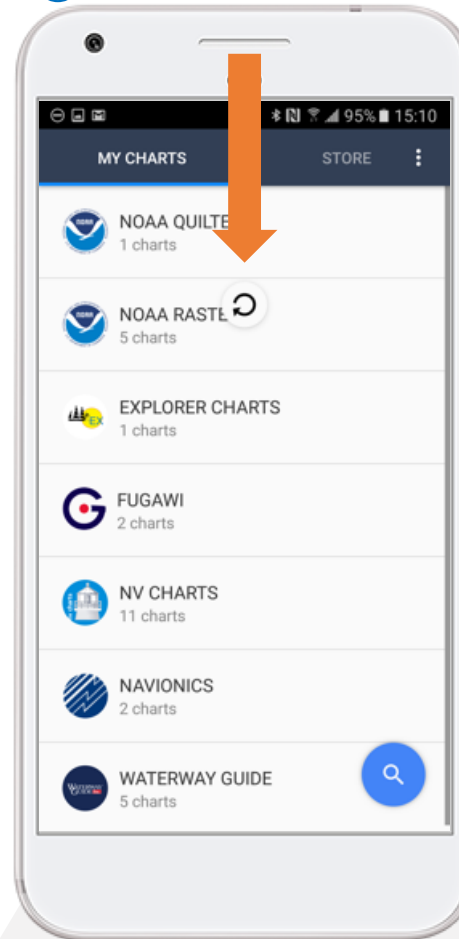 95% 15:10
MY CHARTS STORE
NOAA QUILTE
1 charts
NOAA RASTE
5 charts
EXPLORER CHARTS
1 charts
EX
FUGAWI
2 charts
NV CHARTS
11 charts
NAVIONICS
2 charts
WATERWAY GUIDE
5 charts